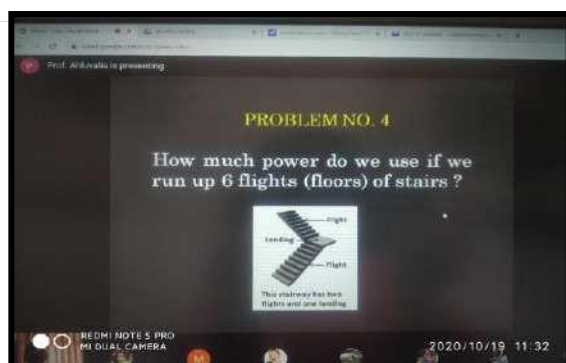 Prof. Ahluwalia is presenting
PROBLEM NO. 4
How much power do we use if we
run up 6 flights (floors) of stairs ?
Flight
Landing
Flight
This stairway has two
flights and one landing
REDMI NOTE 5 PRO
MI DUAL CAMERA
M
2020/10/19 11:32